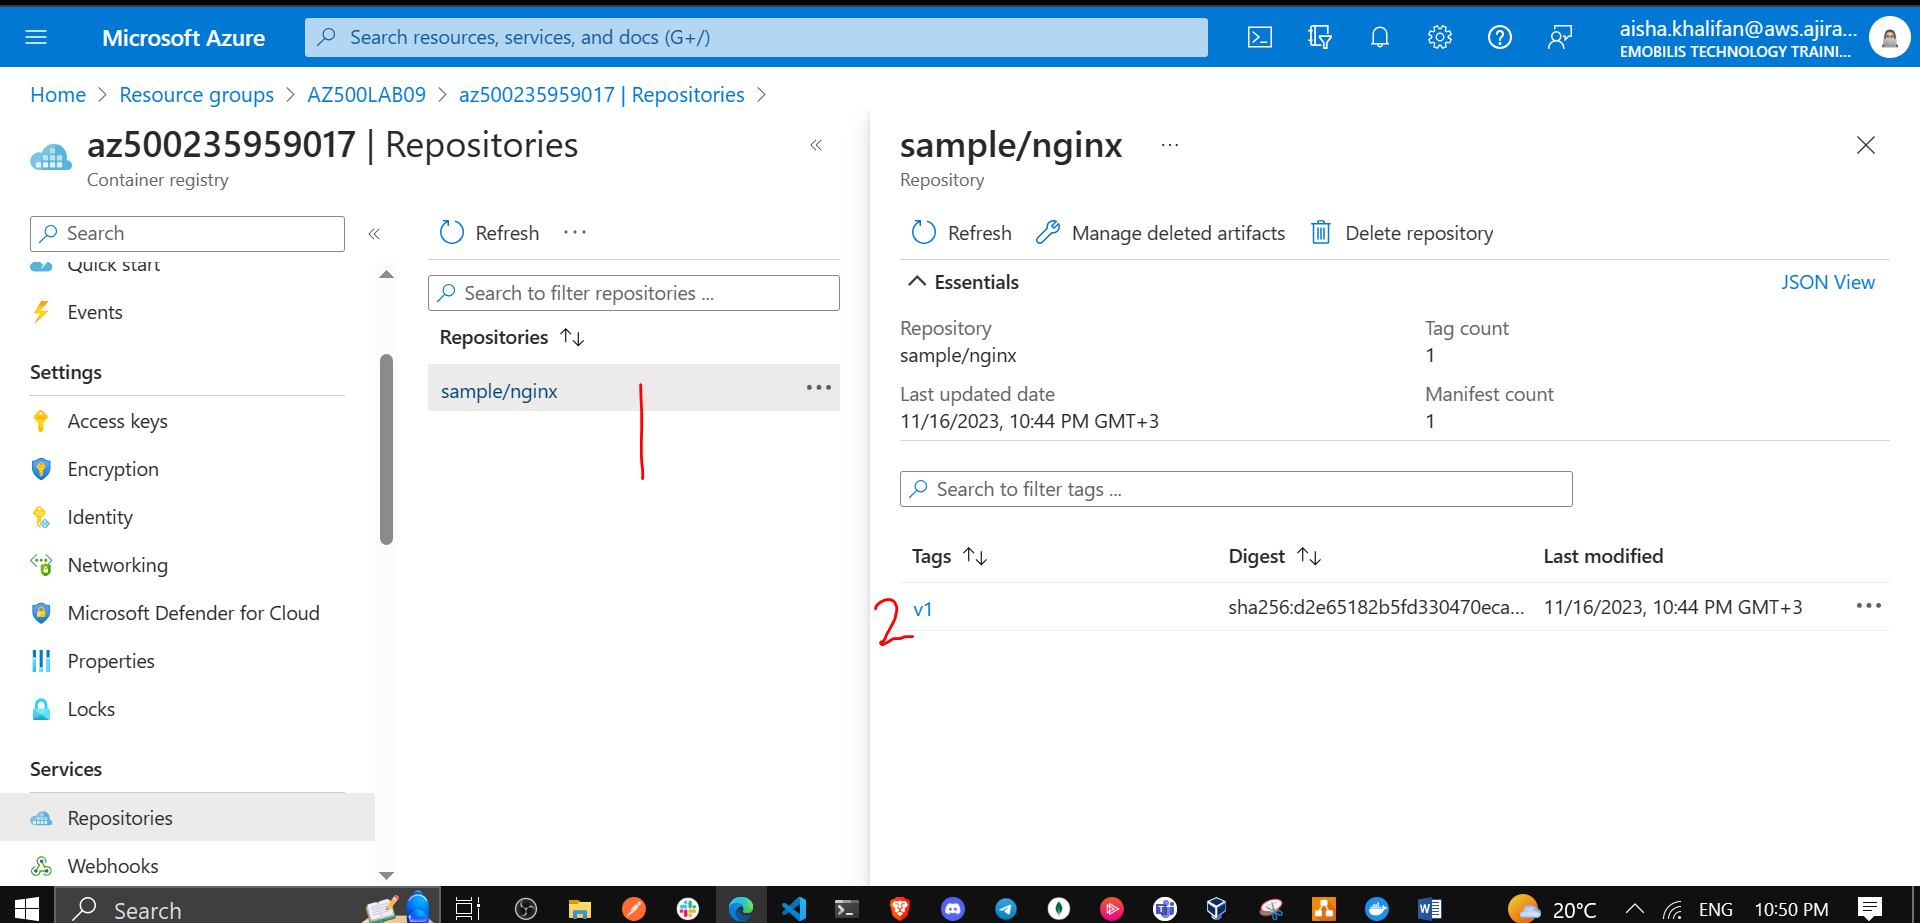 Microsoft Azure
Search resources, services, and docs (G+/)
aisha.khalifan@aws.ajira...
EMOBILIS TECHNOLOGY TRAINI...
Home > Resource groups > AZ500LAB09 > az500235959017 | Repositories >
az500235959017 | Repositories
Container registry
Search
Quick start
Events
Settings
Access keys
Encryption
Identity
Networking
Microsoft Defender for Cloud
Properties
Locks
Services
Repositories
Webhooks
Refresh
Search to filter repositories ...
Repositories
sample/nginx
1
sample/nginx
Repository
Refresh
Manage deleted artifacts
Delete repository
Essentials
JSON View
Repository
sample/nginx
Tag count
1
Last updated date
11/16/2023, 10:44 PM GMT+3
Manifest count
1
Search to filter tags ...
Tags Digest Last modified
2 v1 sha256:d2e65182b5fd330470eca... 11/16/2023, 10:44 PM GMT+3
Search
20°C
ENG
10:50 PM